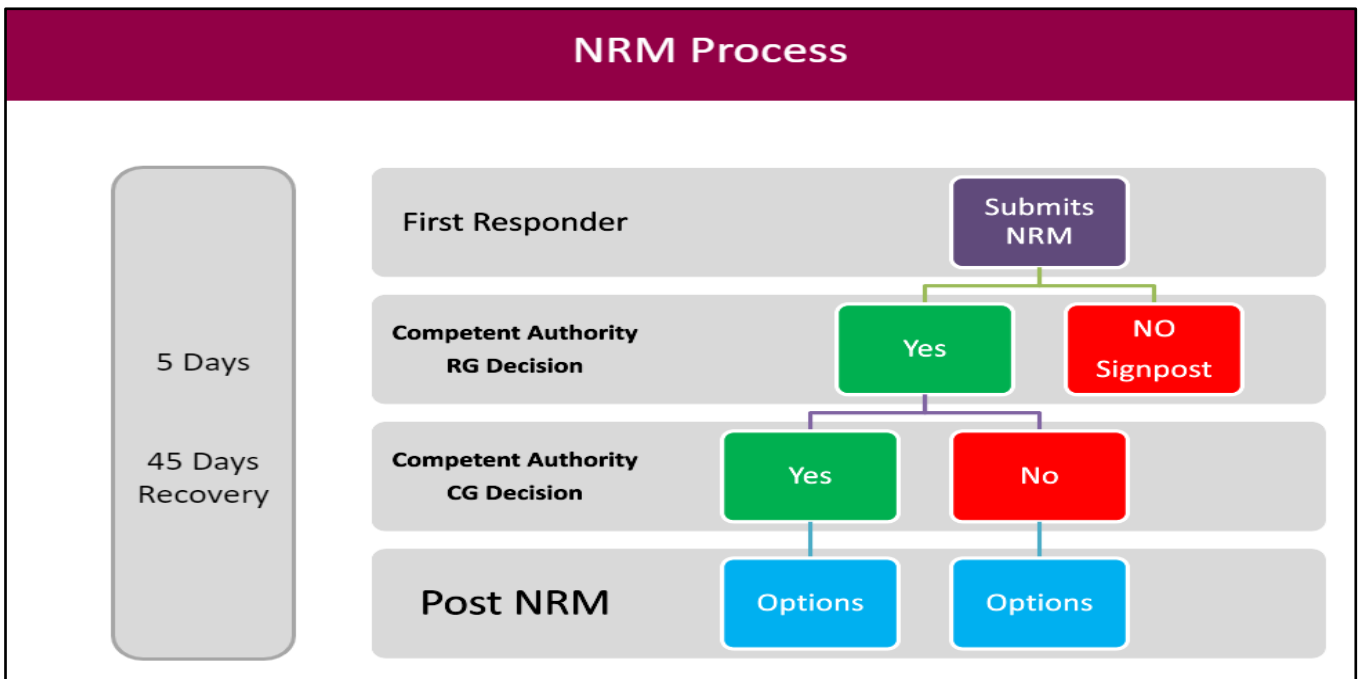 NRM Process
5 Days
45 Days
Recovery
First Responder
Submits
NRM
Competent Authority
RG Decision
Yes
NO
Signpost
Competent Authority
CG Decision
Yes
No
Post NRM
Options
Options